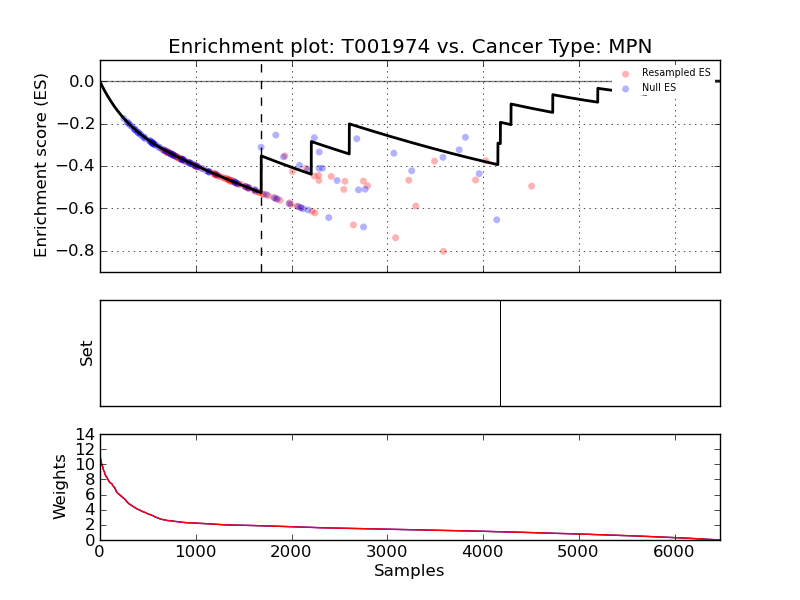 Enrichment plot: T001974 vs. Cancer Type: MPN
Enrichment score (ES)
0.0
−0.2
−0.4
−0.6
−0.8
Resampled ES
Null ES
Set
Weights
14
12
10
8
6
4
2
0
0 1000 2000 3000 4000 5000 6000
Samples